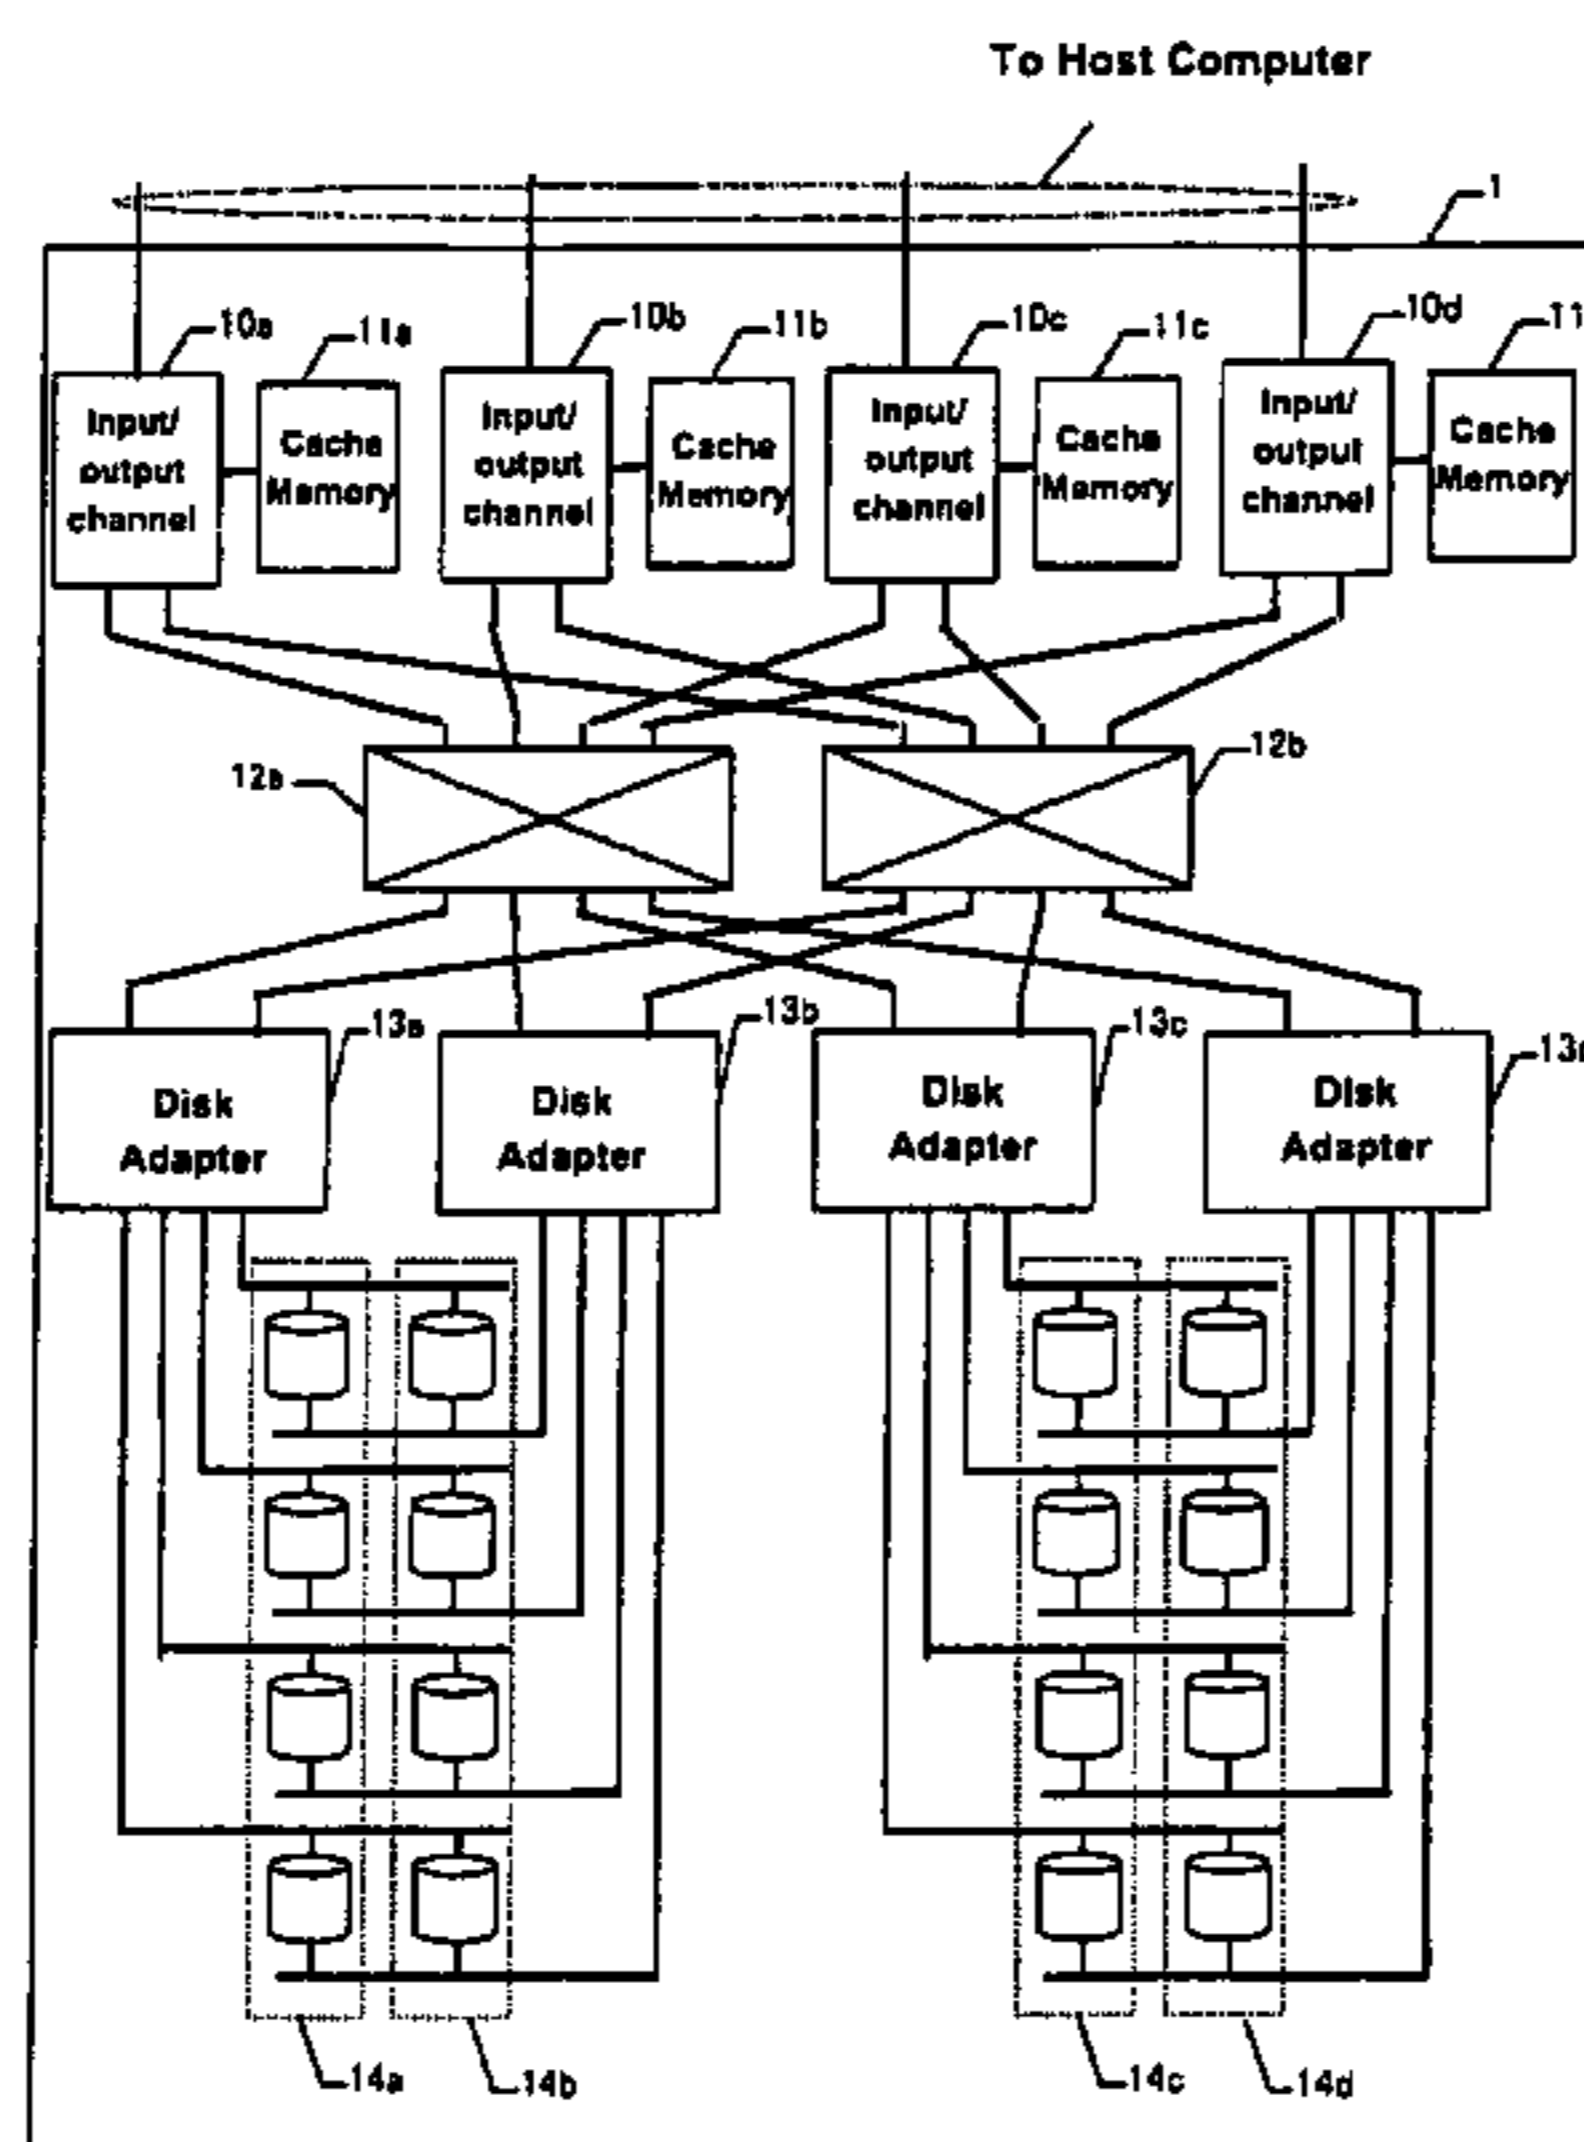 To Host Computer
1
10a
11a
10b
11b
10c
11c
10d
11
Input/
output
channel
Cache
Memory
Input/
output
channel
Cache
Memory
Input/
output
channel
Cache
Memory
Input/
output
channel
Cache
Memory
12a
12b
13a
13b
13c
13
Disk
Adapter
Disk
Adapter
Disk
Adapter
Disk
Adapter
14a
14b
14c
14d